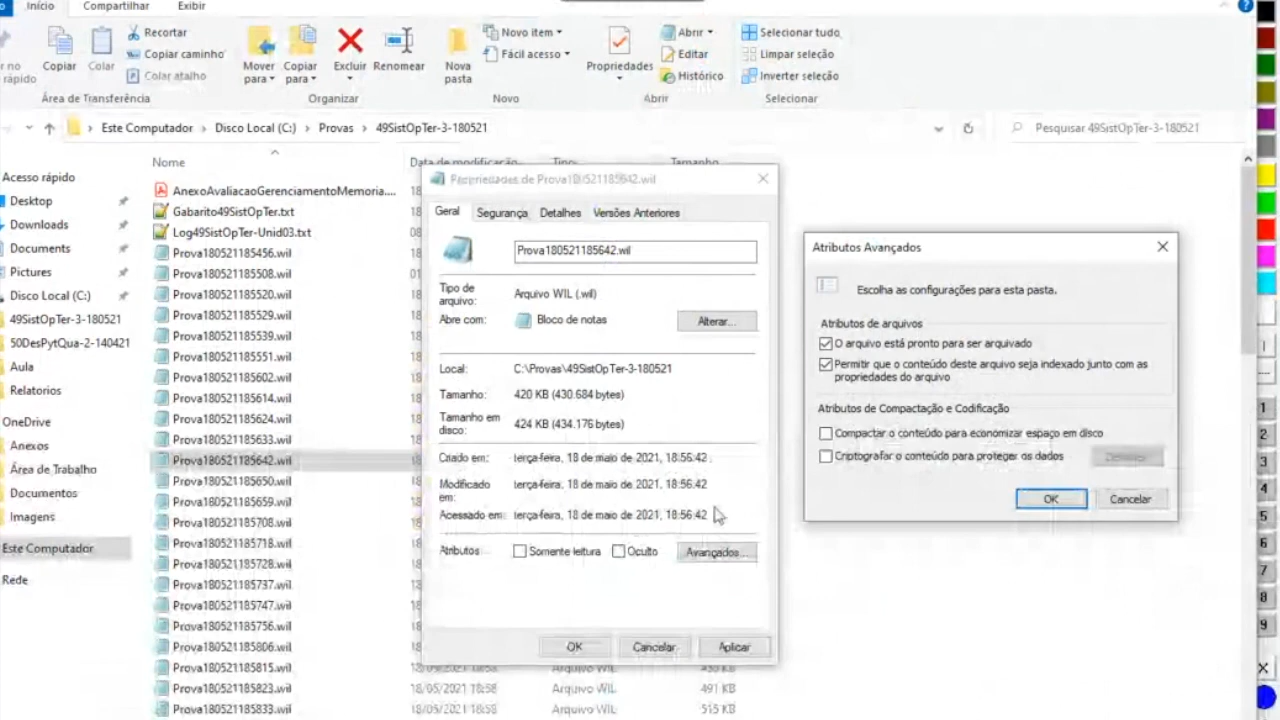 Início Compartilhar Exibir
Recortar
Copiar caminho
Colar atalho
Copiar Colar
Mover para Copiar para Excluir Renomear
Nova pasta
Novo item
Fácil acesso
Propriedades
Abrir
Editar
Histórico
Selecionar tudo
Limpar seleção
Inverter seleção
rápido
Área de Transferência Organizar Novo Abrir Selecionar
Este Computador > Disco Local (C:) > Provas > 49SistOpTer-3-180521
Pesquisar 49SistOpTer-3-180521
Acesso rápido
Desktop
Downloads
Documents
Pictures
Disco Local (C:)
49SistOpTer-3-180521
50DesPytQua-2-140421
Aula
Relatorios
OneDrive
Anexos
Área de Trabalho
Documentos
Imagens
Este Computador
Rede
Nome Data de modificação Tipo Tamanho
AnexoAvaliacaoGerenciamentoMemoria....
Gabarito49SistOpTer.txt
Log49SistOpTer-Unid03.txt
Prova180521185456.wil
Prova180521185508.wil
Prova180521185520.wil
Prova180521185529.wil
Prova180521185539.wil
Prova180521185551.wil
Prova180521185602.wil
Prova180521185614.wil
Prova180521185624.wil
Prova180521185633.wil
Prova180521185642.wil
Prova180521185650.wil
Prova180521185659.wil
Prova180521185708.wil
Prova180521185718.wil
Prova180521185728.wil
Prova180521185737.wil
Prova180521185747.wil
Prova180521185756.wil
Prova180521185806.wil
Prova180521185815.wil
Prova180521185823.wil 18/05/2021 18:58 Arquivo WIL 491 KB
Prova180521185833.wil 18/05/2021 18:58 Arquivo WIL 515 KB
Propriedades de Prova180521185642.wil
Geral Segurança Detalhes Versões Anteriores
Prova180521185642.wil
Tipo de arquivo: Arquivo WIL (.wil)
Abre com: Bloco de notas Alterar...
Local: C:\Provas\49SistOpTer-3-180521
Tamanho: 420 KB (430.684 bytes)
Tamanho em disco: 424 KB (434.176 bytes)
Criado em: terça-feira, 18 de maio de 2021, 18:56:42
Modificado em: terça-feira, 18 de maio de 2021, 18:56:42
Acessado em: terça-feira, 18 de maio de 2021, 18:56:42
Atributos: Somente leitura Oculto Avançados...
OK Cancelar Aplicar
Atributos Avançados
Escolha as configurações para esta pasta.
Atributos de arquivos
O arquivo está pronto para ser arquivado
Permitir que o conteúdo deste arquivo seja indexado junto com as
propriedades do arquivo
Atributos de Compactação e Codificação
Compactar o conteúdo para economizar espaço em disco
Criptografar o conteúdo para proteger os dados
OK Cancelar
1
2
3
4
5
6
7
8
9
X